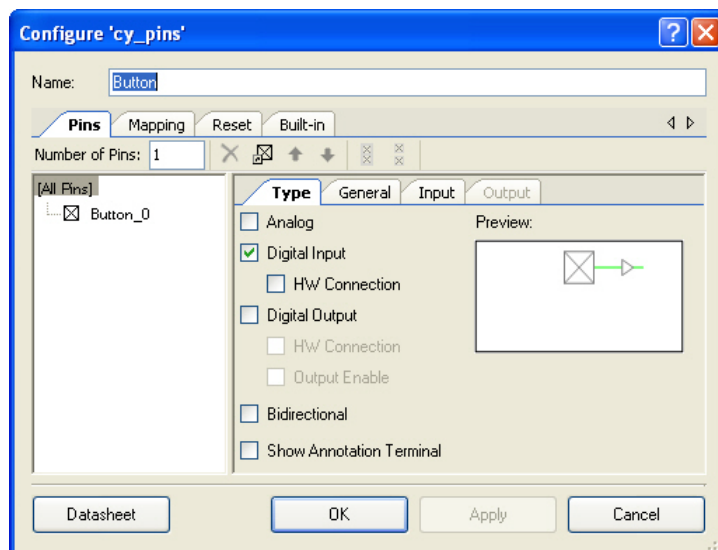 Configure 'cy_pins'
Name: Button
Pins Mapping Reset Built-in
Number of Pins: 1
[All Pins]
Button_0
Type General Input Output
Analog
Preview:
Digital Input
HW Connection
Digital Output
HW Connection
Output Enable
Bidirectional
Show Annotation Terminal
Datasheet OK Apply Cancel